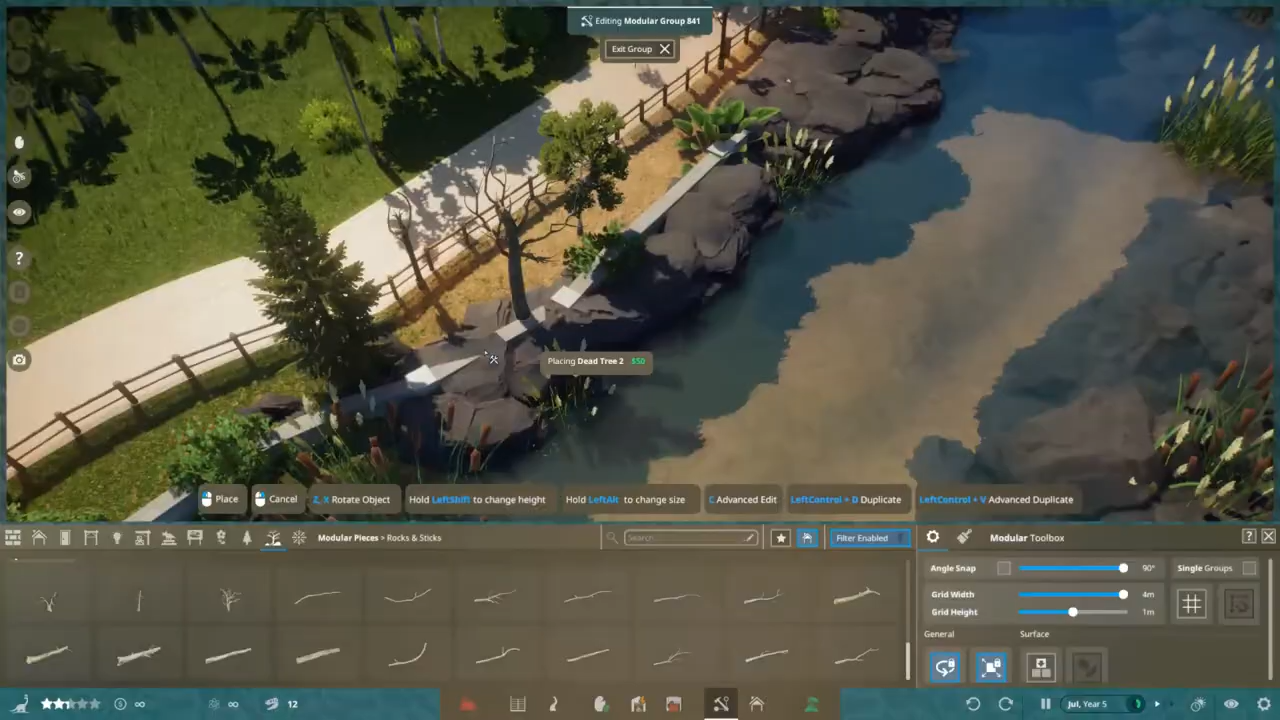 Editing Modular Group 841
Exit Group
?
Placing Dead Tree 2 $50
Place
Cancel
Z, X Rotate Object
Hold LeftShift to change height
Hold LeftAlt to change size
C Advanced Edit
LeftControl + D Duplicate
LeftControl + V Advanced Duplicate
Modular Pieces > Rocks & Sticks
Search
Filter Enabled
Modular Toolbox
?
Angle Snap
90°
Single Groups
Grid Width
4m
Grid Height
1m
General
Surface
12
Jul, Year 5